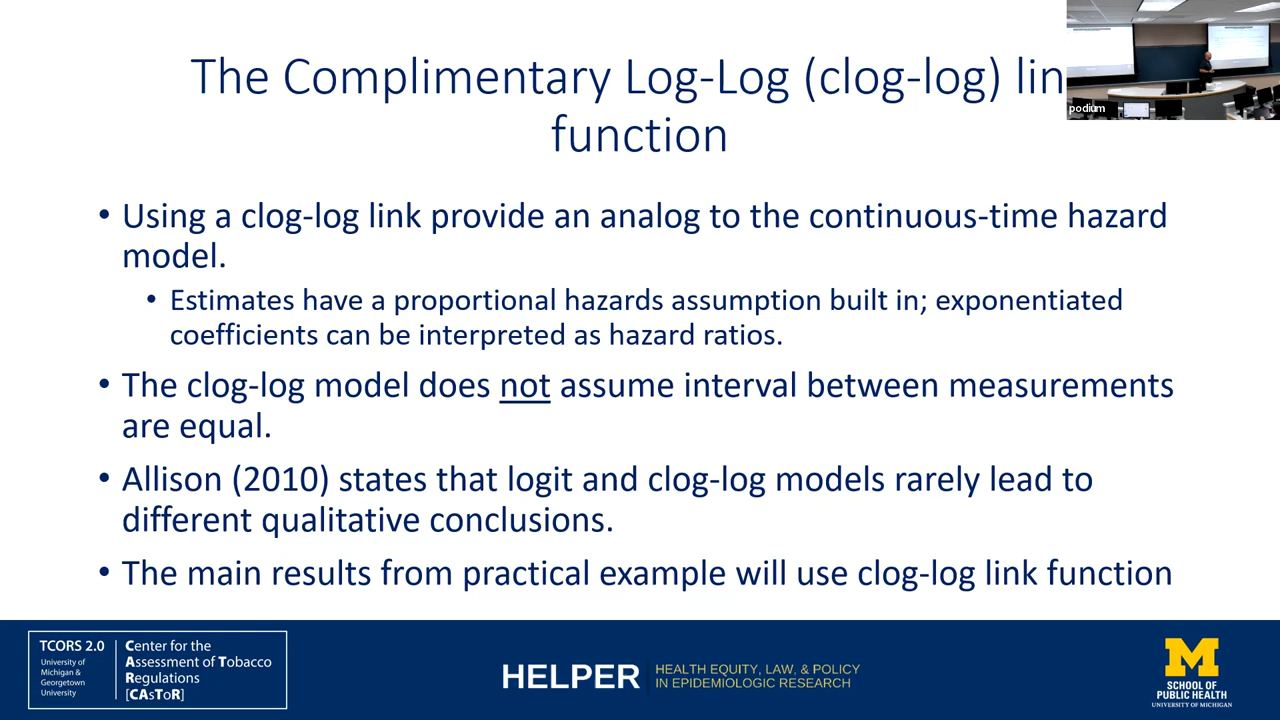 The Complimentary Log-Log (clog-log) lin
function
podium
• Using a clog-log link provide an analog to the continuous-time hazard
model.
• Estimates have a proportional hazards assumption built in; exponentiated
coefficients can be interpreted as hazard ratios.
• The clog-log model does not assume interval between measurements
are equal.
• Allison (2010) states that logit and clog-log models rarely lead to
different qualitative conclusions.
• The main results from practical example will use clog-log link function
TCORS 2.0
University of
Michigan &
Georgetown
University
Center for the
Assessment of Tobacco
Regulations
[CAsToR]
HELPER
HEALTH EQUITY, LAW, & POLICY
IN EPIDEMIOLOGIC RESEARCH
M
SCHOOL OF
PUBLIC HEALTH
UNIVERSITY OF MICHIGAN